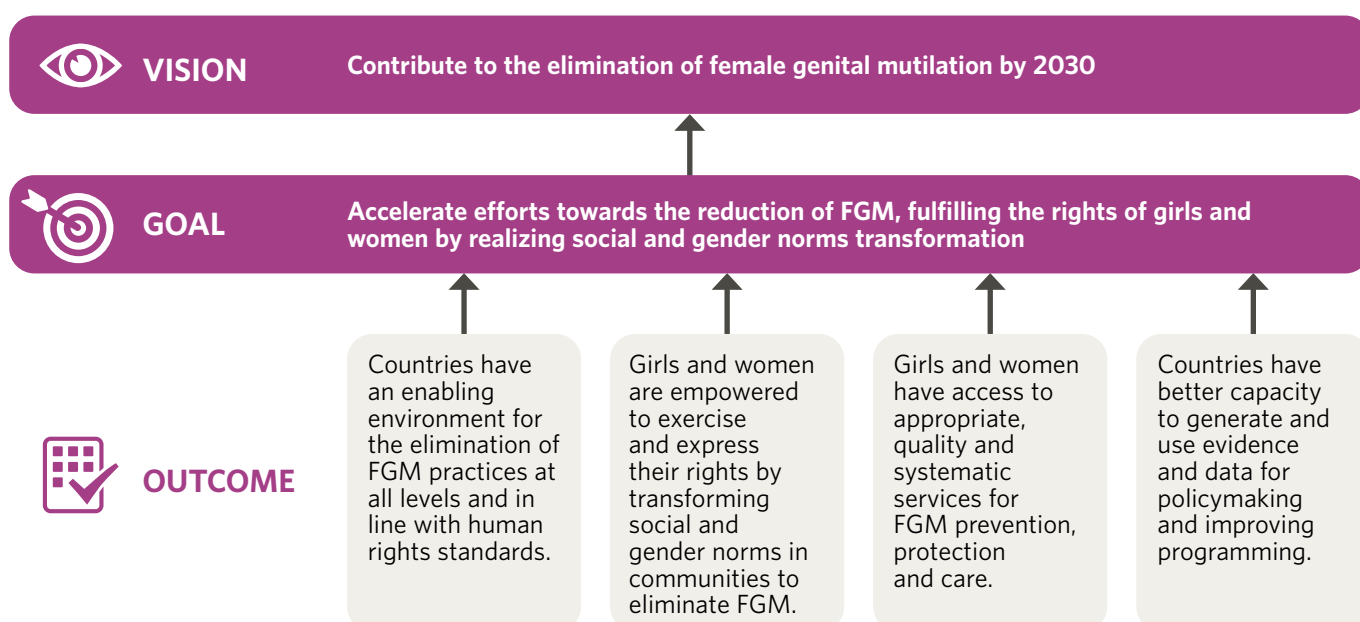 VISION
Contribute to the elimination of female genital mutilation by 2030
GOAL
Accelerate efforts towards the reduction of FGM, fulfilling the rights of girls and
women by realizing social and gender norms transformation
OUTCOME
Countries have
an enabling
environment for
the elimination of
FGM practices at
all levels and in
line with human
rights standards.
Girls and women
are empowered
to exercise
and express
their rights by
transforming
social and
gender norms in
communities to
eliminate FGM.
Girls and women
have access to
appropriate,
quality and
systematic
services for
FGM prevention,
protection
and care.
Countries have
better capacity
to generate and
use evidence
and data for
policymaking
and improving
programming.